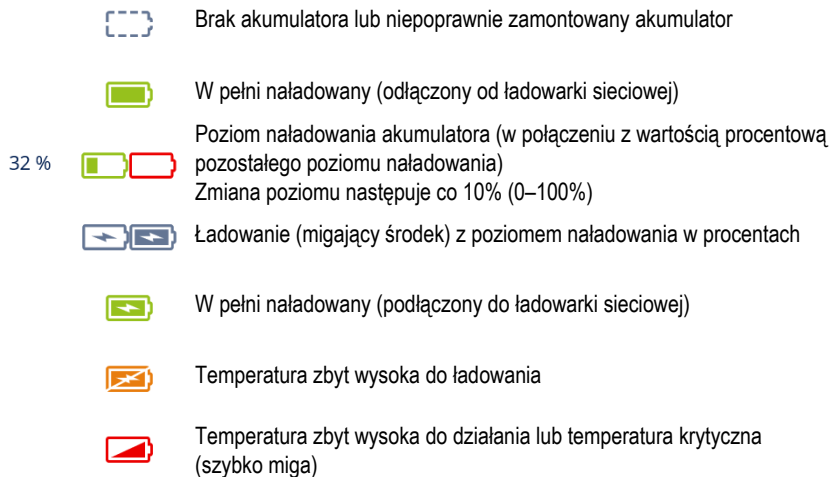 Brak akumulatora lub niepoprawnie zamontowany akumulator
W pełni naładowany (odłączony od ładowarki sieciowej)
Poziom naładowania akumulatora (w połączeniu z wartością procentową
32 %
pozostałego poziomu naładowania)
Zmiana poziomu następuje co 10% (0–100%)
Ładowanie (migający środek) z poziomem naładowania w procentach
W pełni naładowany (podłączony do ładowarki sieciowej)
Temperatura zbyt wysoka do ładowania
Temperatura zbyt wysoka do działania lub temperatura krytyczna
(szybko miga)